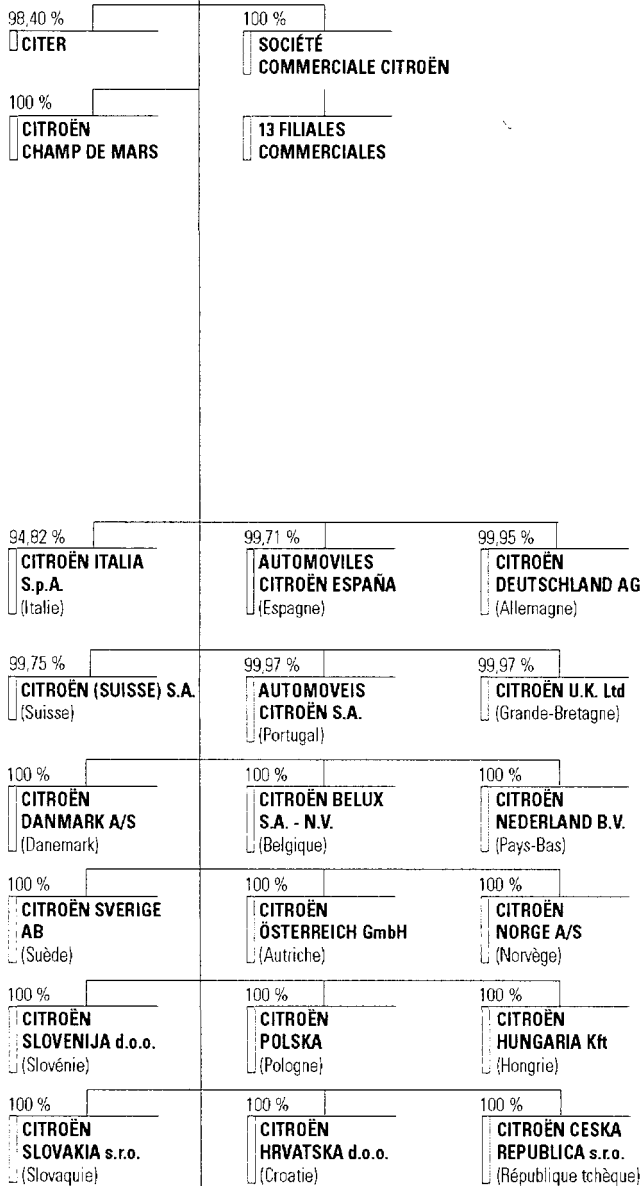 98,40 %
CITER
100 %
SOCIÉTÉ
COMMERCIALE CITROËN
100 %
CITROËN
CHAMP DE MARS
13 FILIALES
COMMERCIALES
94,82 %
CITROËN ITALIA
S.p.A.
(Italie)
99,71 %
AUTOMOVILES
CITROËN ESPAÑA
(Espagne)
99,95 %
CITROËN
DEUTSCHLAND AG
(Allemagne)
99,75 %
CITROËN (SUISSE) S.A.
(Suisse)
99,97 %
AUTOMOVEIS
CITROËN S.A.
(Portugal)
99,97 %
CITROËN U.K. Ltd
(Grande-Bretagne)
100 %
CITROËN
DANMARK A/S
(Danemark)
100 %
CITROËN BELUX
S.A. - N.V.
(Belgique)
100 %
CITROËN
NEDERLAND B.V.
(Pays-Bas)
100 %
CITROËN SVERIGE
AB
(Suède)
100 %
CITROËN
ÖSTERREICH GmbH
(Autriche)
100 %
CITROËN
NORGE A/S
(Norvège)
100 %
CITROËN
SLOVENIJA d.o.o.
(Slovénie)
100 %
CITROËN
POLSKA
(Pologne)
100 %
CITROËN
HUNGARIA Kft
(Hongrie)
100 %
CITROËN
SLOVAKIA s.r.o.
(Slovaquie)
100 %
CITROËN
HRVATSKA d.o.o.
(Croatie)
100 %
CITROËN CESKA
REPUBLICA s.r.o.
(République tchèque)